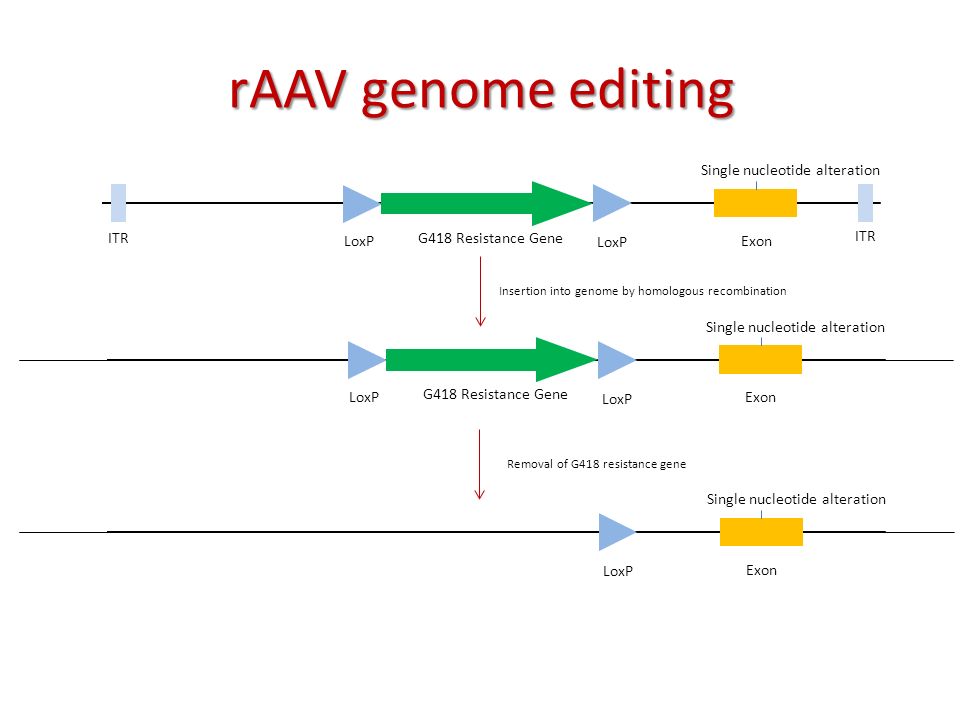 rAAV genome editing
Single nucleotide alteration
ITR
LoxP
G418 Resistance Gene
LoxP
Exon
ITR
Insertion into genome by homologous recombination
Single nucleotide alteration
LoxP
G418 Resistance Gene
LoxP
Exon
Removal of G418 resistance gene
Single nucleotide alteration
LoxP
Exon